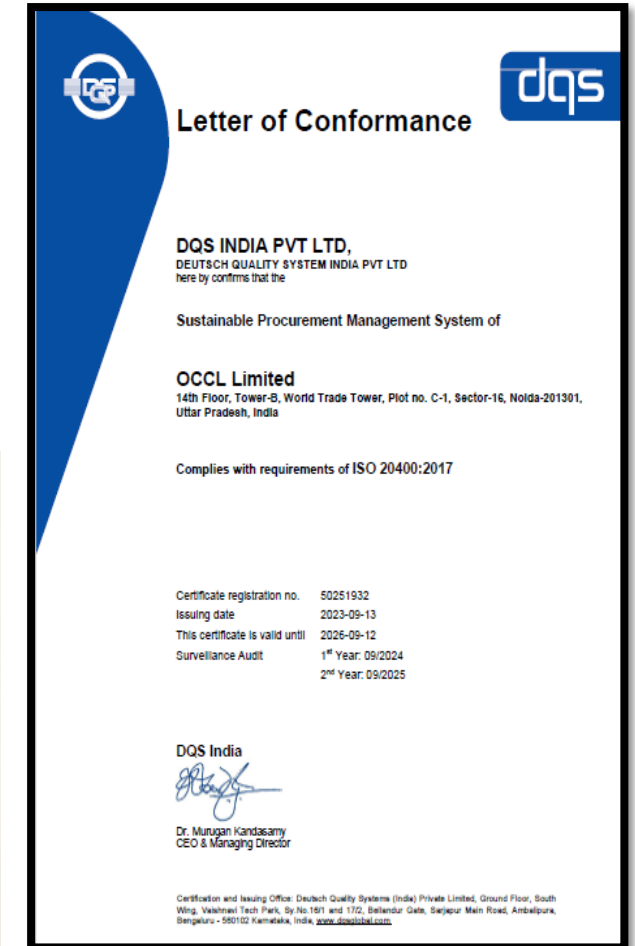 DQS
dqs
Letter of Conformance
DQS INDIA PVT LTD,
DEUTSCH QUALITY SYSTEM INDIA PVT LTD
here by confirms that the
Sustainable Procurement Management System of
OCCL Limited
14th Floor, Tower-B, World Trade Tower, Plot no. C-1, Sector-16, Noida-201301,
Uttar Pradesh, India
Complies with requirements of ISO 20400:2017
Certificate registration no. 50251932
Issuing date 2023-09-13
This certificate is valid until 2026-09-12
Surveillance Audit 1st Year: 09/2024
2nd Year: 09/2025
DQS India
Dr. Murugan Kandasamy
CEO & Managing Director
Certification and Issuing Office: Deutsch Quality Systems (India) Private Limited, Ground Floor, South
Wing, Vaishnavi Tech Park, Sy.No.16/1 and 17/2, Bellandur Gate, Sarjapur Main Road, Ambalipura,
Bengaluru - 560102 Karnataka, India, www.dqsglobal.com